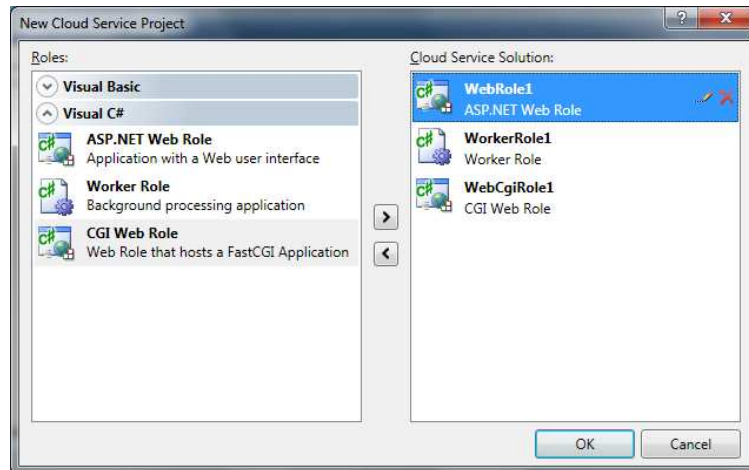 New Cloud Service Project
Roles:
Visual Basic
Visual C#
C# ASP.NET Web Role
Application with a Web user interface
C# Worker Role
Background processing application
C# CGI Web Role
Web Role that hosts a FastCGI Application
Cloud Service Solution:
C# WebRole1
ASP.NET Web Role
C# WorkerRole1
Worker Role
C# WebCgiRole1
CGI Web Role
OK Cancel